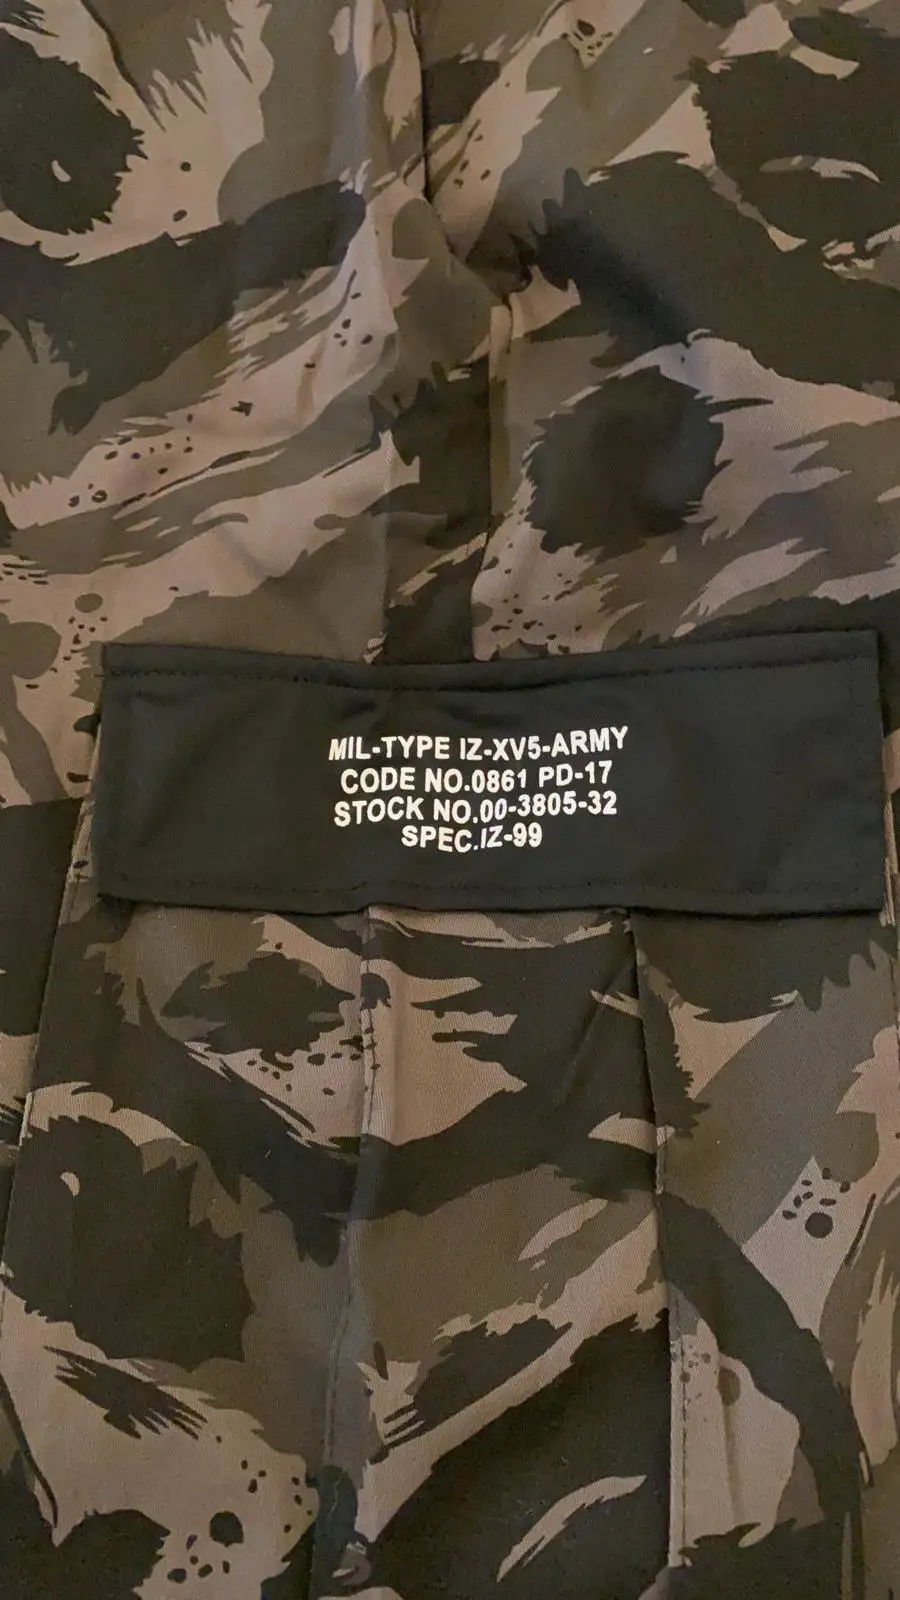 MIL-TYPE IZ-XV5-ARMY
CODE NO.0861 PD-17
STOCK NO.00-3805-32
SPEC.IZ-99